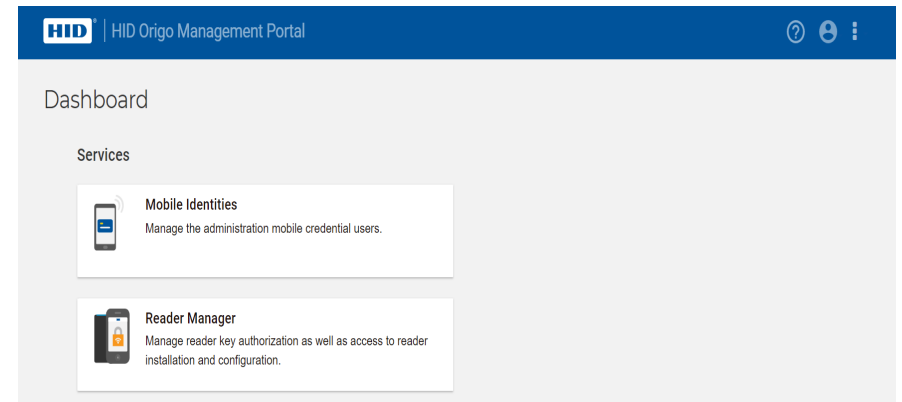 HID® | HID Origo Management Portal
Dashboard
Services
Mobile Identities
Manage the administration mobile credential users.
Reader Manager
Manage reader key authorization as well as access to reader
installation and configuration.